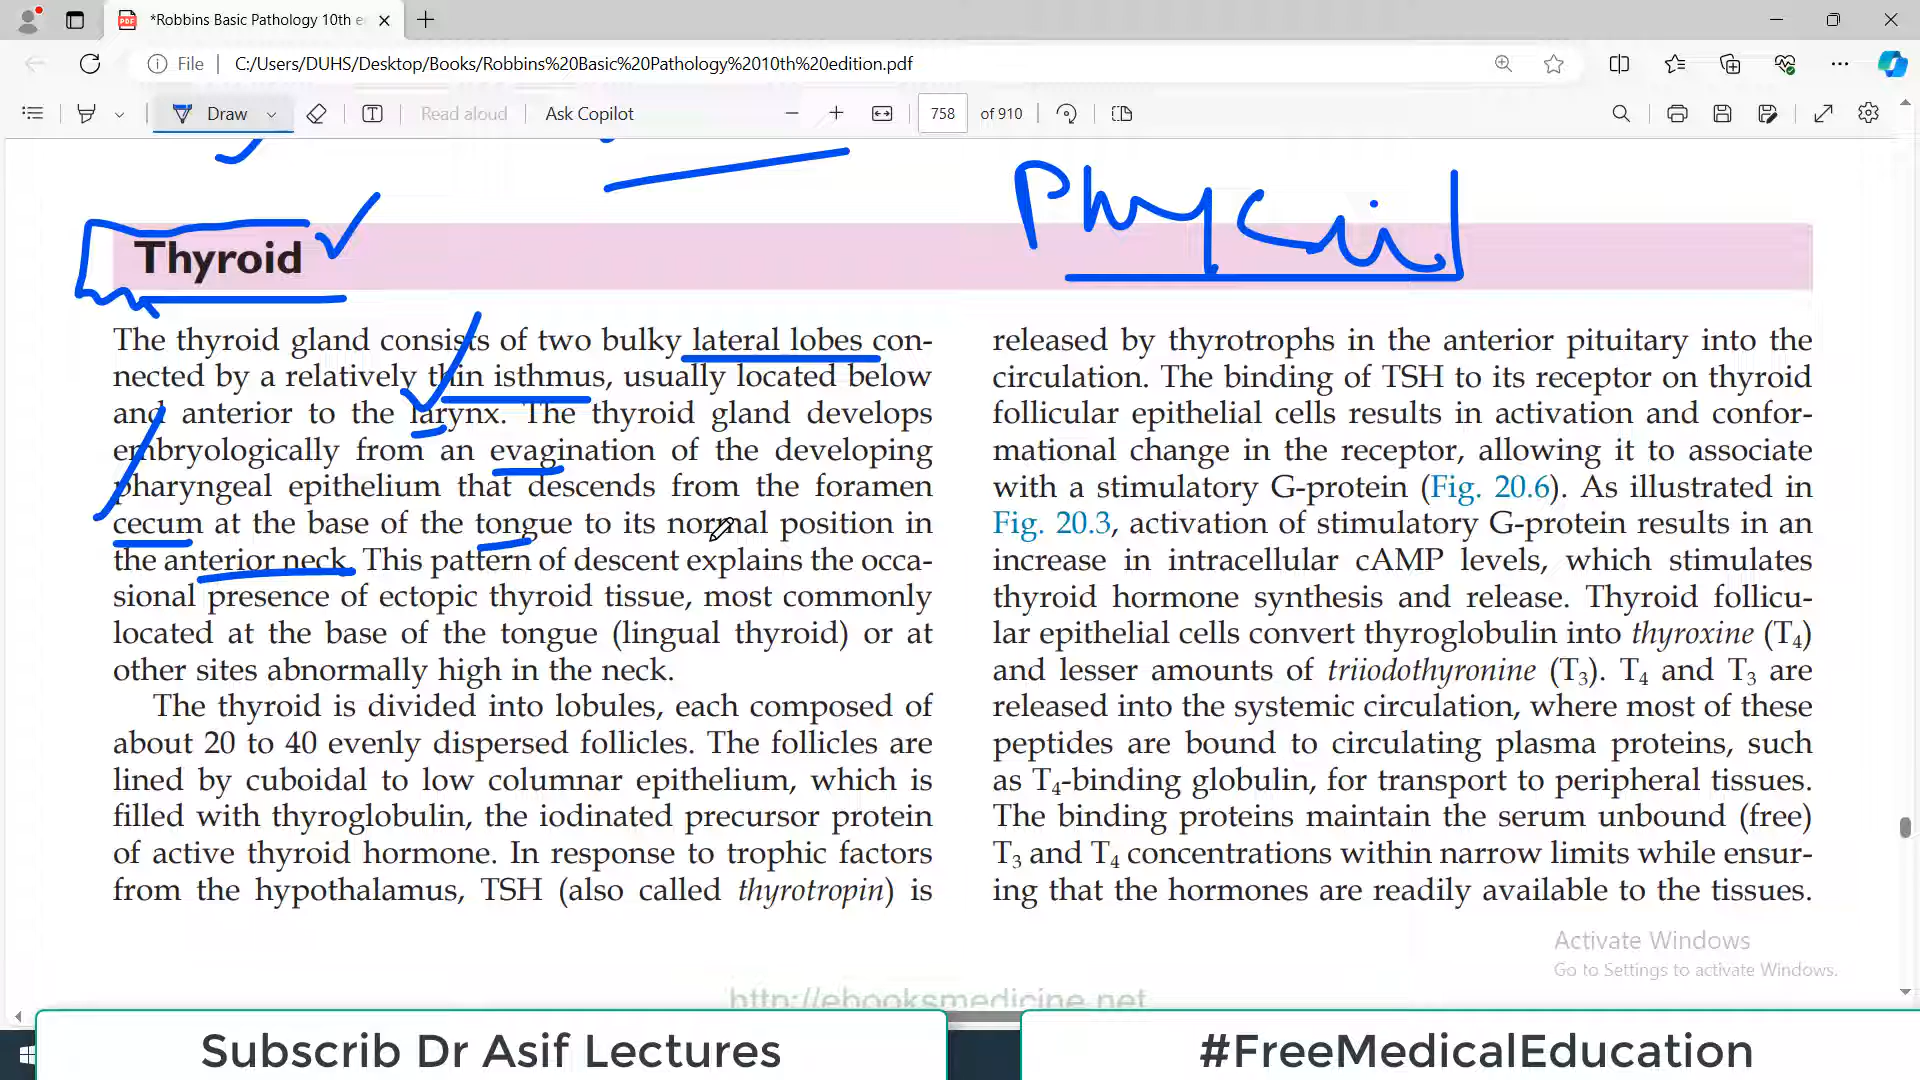 *Robbins Basic Pathology 10th e
File
C:/Users/DUHS/Desktop/Books/Robbins%20Basic%20Pathology%2010th%20edition.pdf
Draw
Read aloud
Ask Copilot
758 of 910
Thyroid
The thyroid gland consists of two bulky lateral lobes con-
nected by a relatively thin isthmus, usually located below
and anterior to the larynx. The thyroid gland develops
embryologically from an evagination of the developing
pharyngeal epithelium that descends from the foramen
cecum at the base of the tongue to its normal position in
the anterior neck. This pattern of descent explains the occa-
sional presence of ectopic thyroid tissue, most commonly
located at the base of the tongue (lingual thyroid) or at
other sites abnormally high in the neck.
The thyroid is divided into lobules, each composed of
about 20 to 40 evenly dispersed follicles. The follicles are
lined by cuboidal to low columnar epithelium, which is
filled with thyroglobulin, the iodinated precursor protein
of active thyroid hormone. In response to trophic factors
from the hypothalamus, TSH (also called thyrotropin) is
released by thyrotrophs in the anterior pituitary into the
circulation. The binding of TSH to its receptor on thyroid
follicular epithelial cells results in activation and confor-
mational change in the receptor, allowing it to associate
with a stimulatory G-protein (Fig. 20.6). As illustrated in
Fig. 20.3, activation of stimulatory G-protein results in an
increase in intracellular cAMP levels, which stimulates
thyroid hormone synthesis and release. Thyroid follicu-
lar epithelial cells convert thyroglobulin into thyroxine (T4)
and lesser amounts of triiodothyronine (T3). T4 and T3 are
released into the systemic circulation, where most of these
peptides are bound to circulating plasma proteins, such
as T4-binding globulin, for transport to peripheral tissues.
The binding proteins maintain the serum unbound (free)
T3 and T4 concentrations within narrow limits while ensur-
ing that the hormones are readily available to the tissues.
Activate Windows
Go to Settings to activate Windows.
http://ebooksmedicine.net
Subscrib Dr Asif Lectures
#FreeMedicalEducation